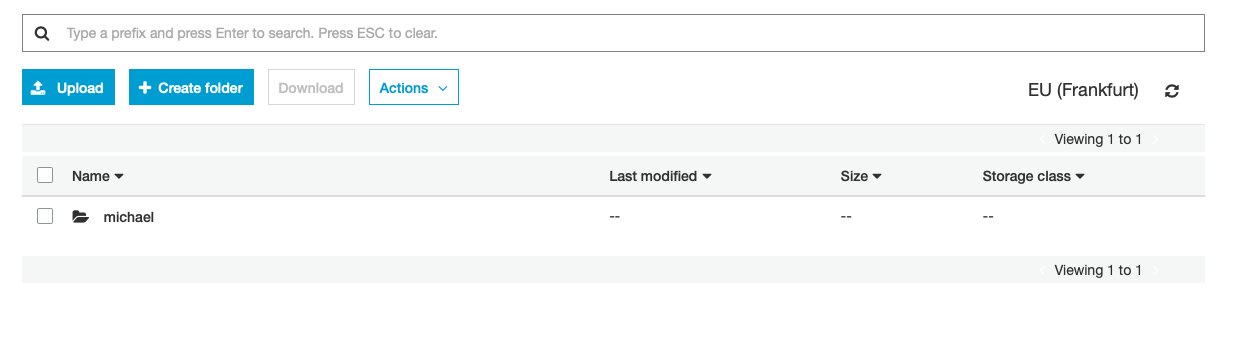 Type a prefix and press Enter to search. Press ESC to clear.
Upload Create folder Download Actions EU (Frankfurt)
Viewing 1 to 1
Name Last modified Size Storage class
michael -- -- --
Viewing 1 to 1